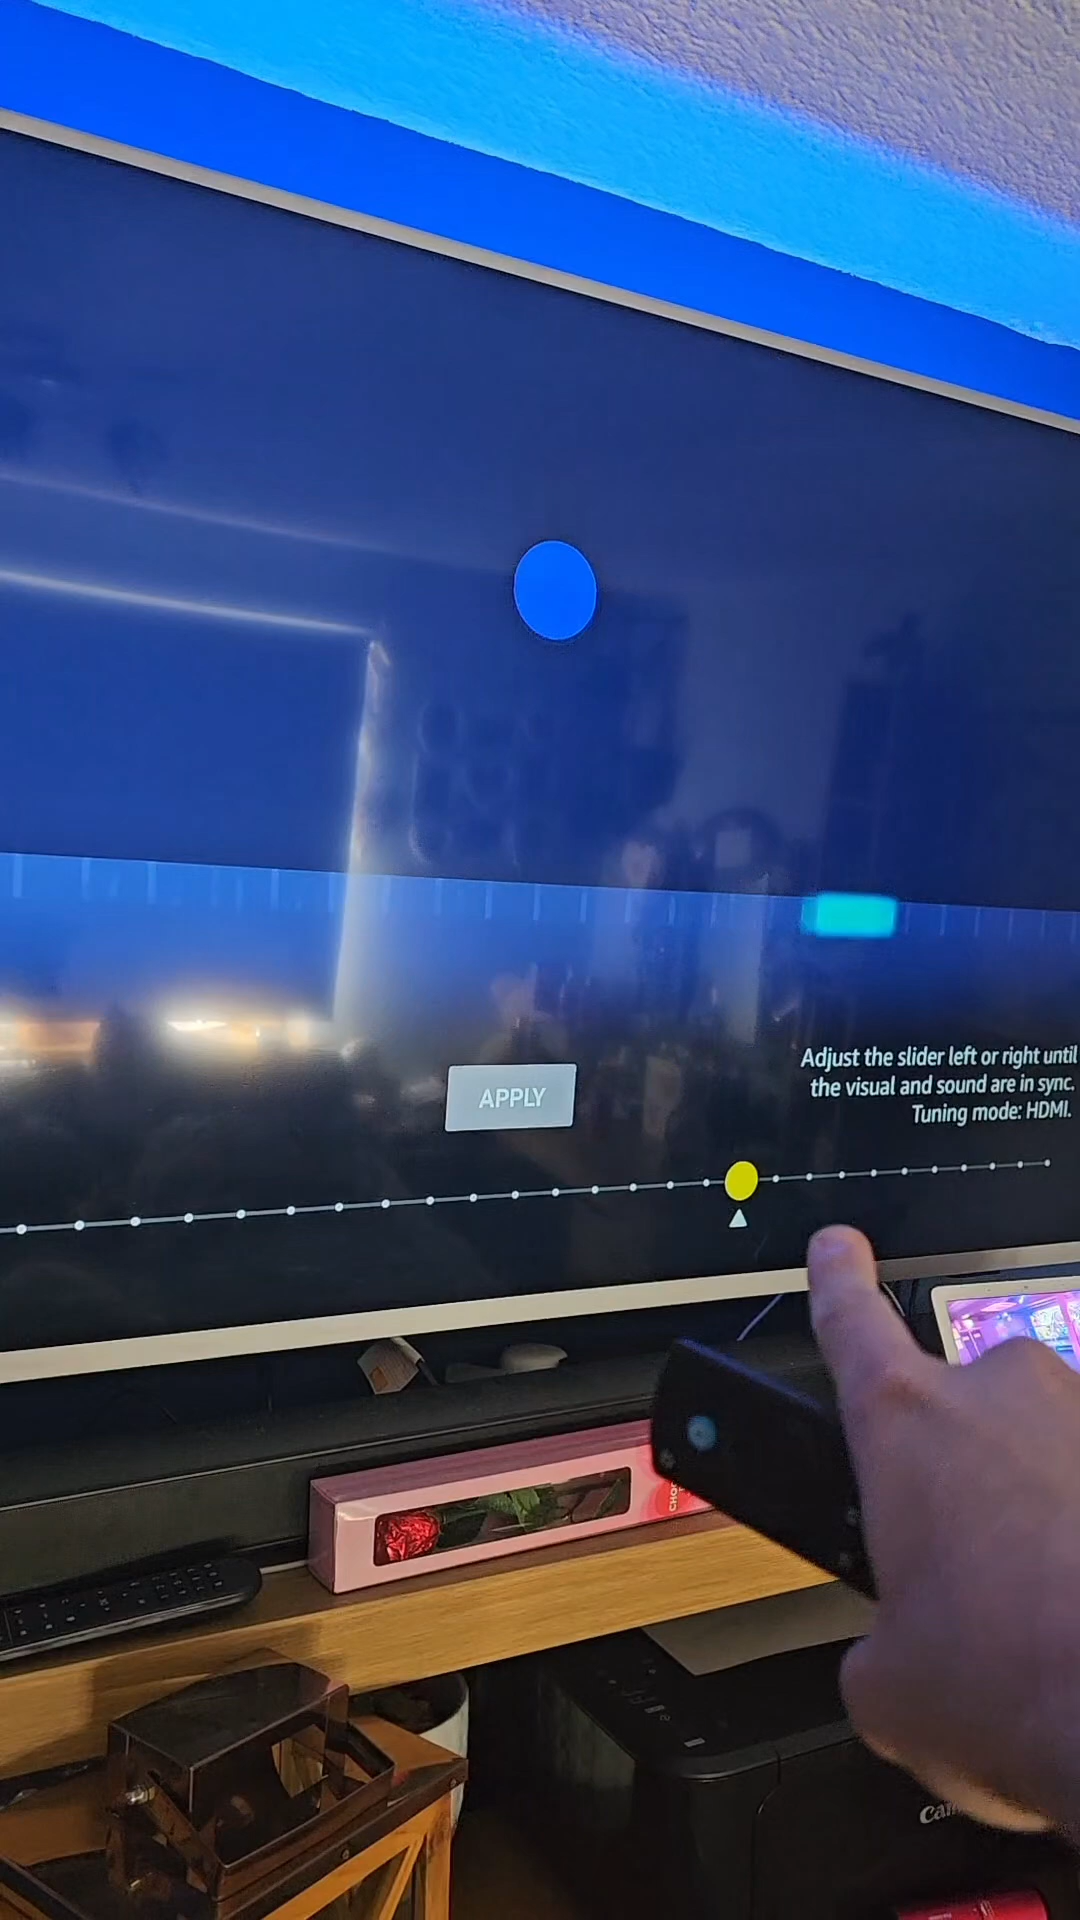 APPLY
Adjust the slider left or right until
the visual and sound are in sync.
Tuning mode: HDMI.